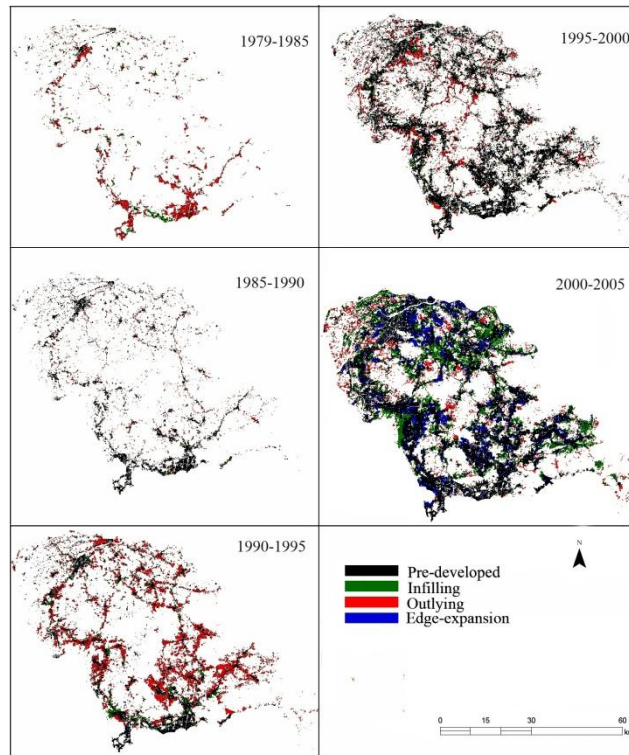 1979-1985
1995-2000
1985-1990
2000-2005
1990-1995
N
Pre-developed
Infilling
Outlying
Edge-expansion
0 15 30 60
km